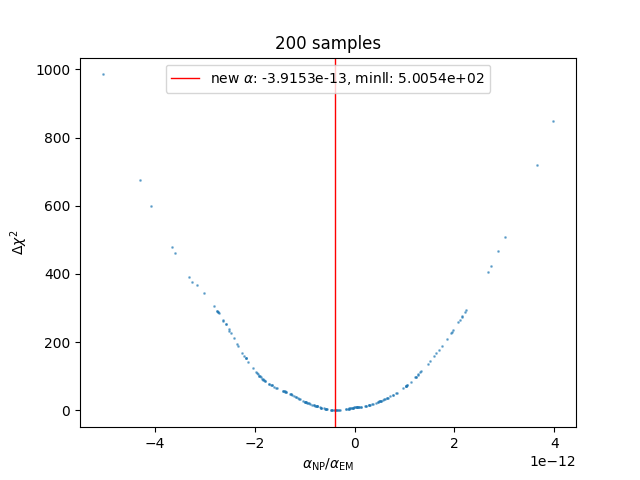 200 samples
new α: -3.9153e-13, minll: 5.0054e+02
1000
800
600
400
200
0
Δχ²
−4
−2
0
2
4
1e−12
α_NP/α_EM